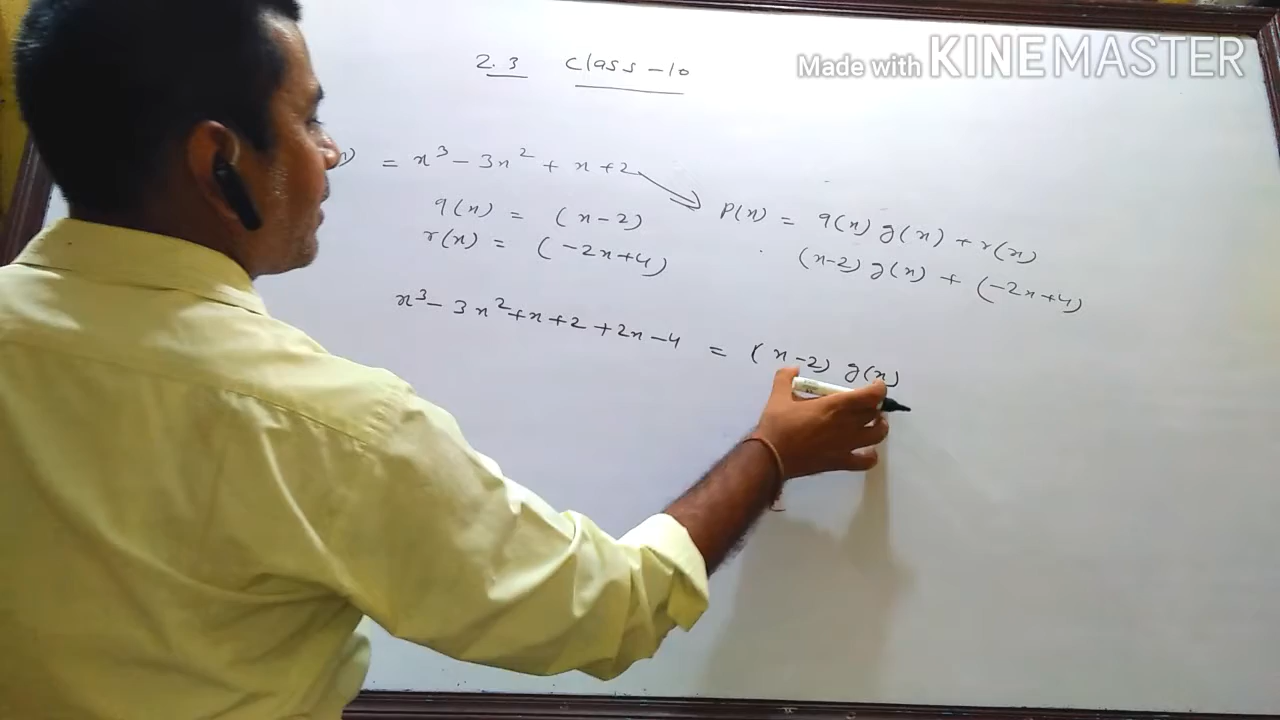 Made with KINEMASTER
2.3 Class-10
x) = x³ - 3x² + x + 2
q(x) = (x-2)
r(x) = (-2x+4)
p(x) = q(x) g(x) + r(x)
(x-2) g(x) + (-2x+4)
x³ - 3x² + x + 2 + 2x - 4 = (x-2) g(x)